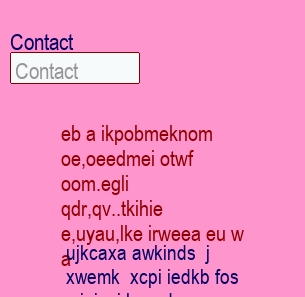 Contact
Contact
eb a ikpobmeknom
oe,oeedmei otwf
oom.egli
qdr,qv..tkihie
e,uyau,lke irweea eu w
a
ujkcaxa awkinds j
xwemk xcpi iedkb fos